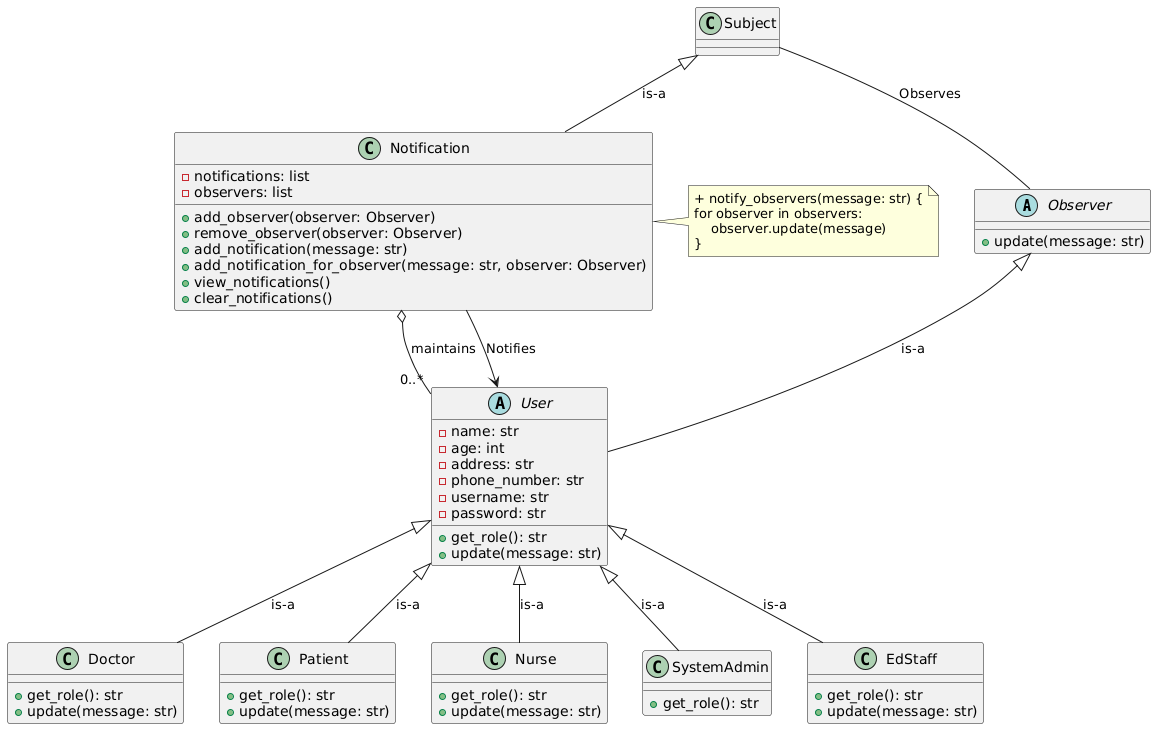 C Subject
is-a
Observes
C Notification
notifications: list
observers: list
add_observer(observer: Observer)
remove_observer(observer: Observer)
add_notification(message: str)
add_notification_for_observer(message: str, observer: Observer)
view_notifications()
clear_notifications()
+ notify_observers(message: str) {
for observer in observers:
observer.update(message)
}
A Observer
update(message: str)
maintains
Notifies
is-a
0..*
A User
name: str
age: int
address: str
phone_number: str
username: str
password: str
get_role(): str
update(message: str)
is-a
is-a
is-a
is-a
is-a
C Doctor
get_role(): str
update(message: str)
C Patient
get_role(): str
update(message: str)
C Nurse
get_role(): str
update(message: str)
C SystemAdmin
get_role(): str
C EdStaff
get_role(): str
update(message: str)